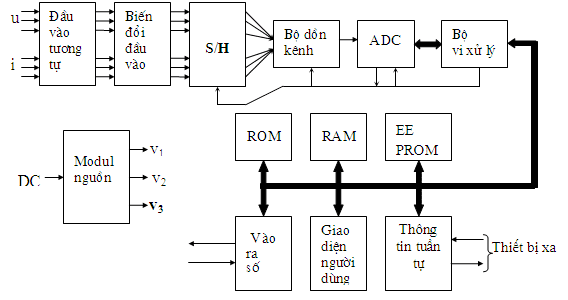 u
i
Đầu
vào
tương
tự
Biến
đổi
đầu
vào
S/H
Bộ dồn
kênh
ADC
Bộ
vi xử lý
ROM
RAM
EE
PROM
DC
Modul
nguồn
v1
v2
v3
Vào
ra
số
Giao
diện
người
dùng
Thông
tin tuần
tự
Thiết bị xa